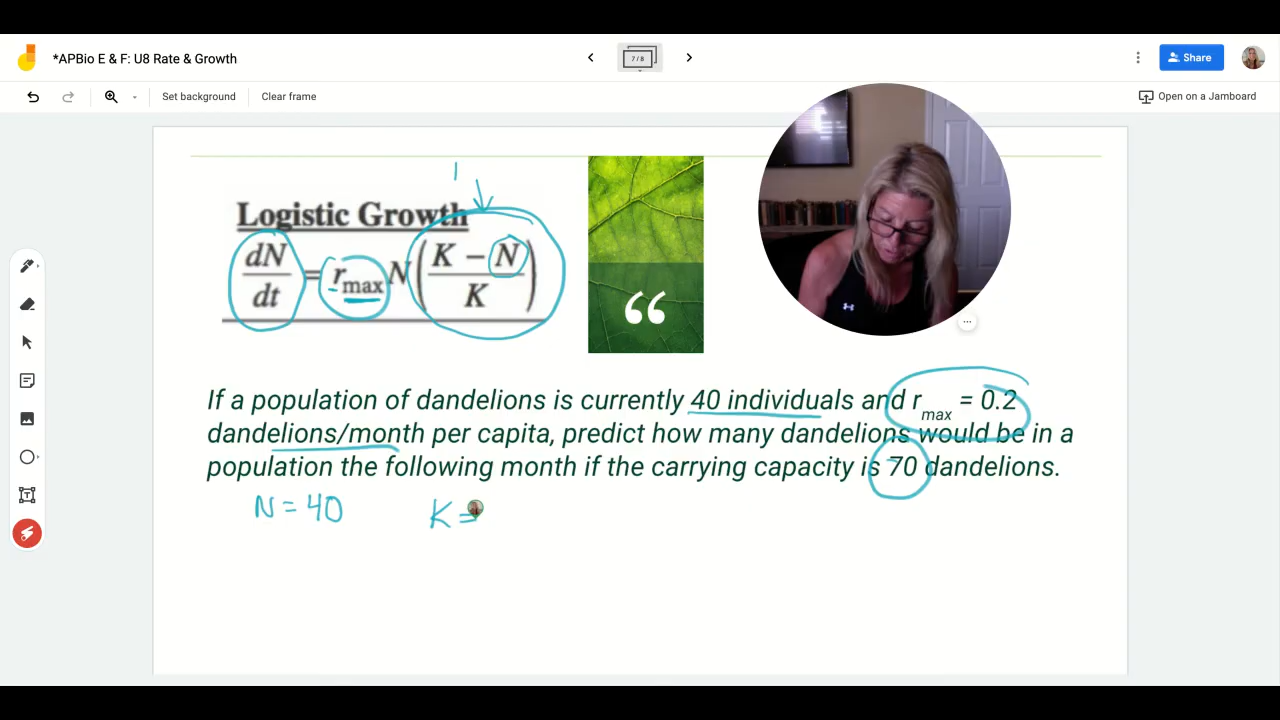 *APBio E & F: U8 Rate & Growth
7 / 8
Share
Set background
Clear frame
Open on a Jamboard
1
Logistic Growth
dN/dt = r_max N ((K − N)/K)
“
If a population of dandelions is currently 40 individuals and r_max = 0.2
dandelions/month per capita, predict how many dandelions would be in a
population the following month if the carrying capacity is 70 dandelions.
N = 40 K =